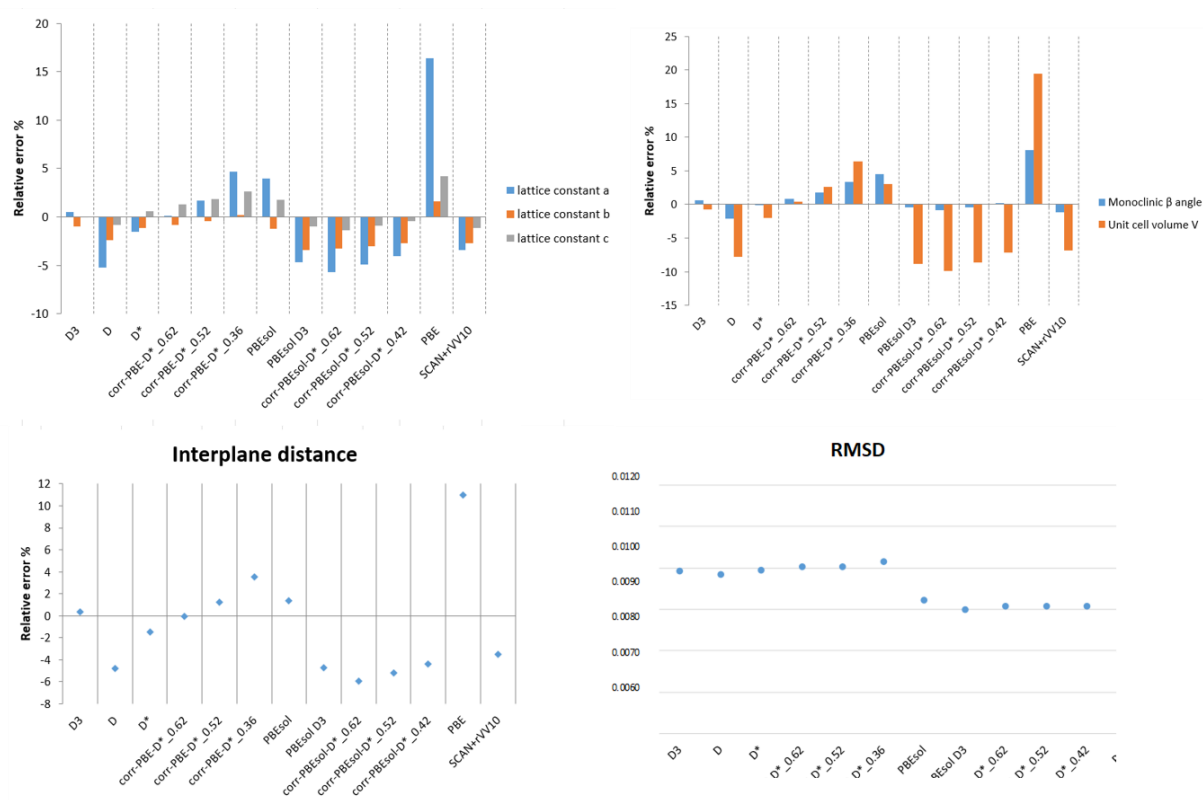 20
15
10
5
0
-5
-10
Relative error %
lattice constant a
lattice constant b
lattice constant c
D3
D
D*
corr-PBE-D*_0.62
corr-PBE-D*_0.52
corr-PBE-D*_0.36
PBEsol
PBEsol D3
corr-PBEsol-D*_0.62
corr-PBEsol-D*_0.52
corr-PBEsol-D*_0.42
PBE
SCAN+rVV10
25
20
15
10
5
0
-5
-10
-15
Relative error %
Monoclinic β angle
Unit cell volume V
D3
D
D*
corr-PBE-D*_0.62
corr-PBE-D*_0.52
corr-PBE-D*_0.36
PBEsol
PBEsol D3
corr-PBEsol-D*_0.62
corr-PBEsol-D*_0.52
corr-PBEsol-D*_0.42
PBE
SCAN+rVV10
Interplane distance
12
10
8
6
4
2
0
-2
-4
-6
-8
Relative error %
D3
D
D*
corr-PBE-D*_0.62
corr-PBE-D*_0.52
corr-PBE-D*_0.36
PBEsol
PBEsol D3
corr-PBEsol-D*_0.62
corr-PBEsol-D*_0.52
corr-PBEsol-D*_0.42
PBE
SCAN+rVV10
RMSD
0.0120
0.0110
0.0100
0.0090
0.0080
0.0070
0.0060
D3
D
D*
D*_0.62
D*_0.52
D*_0.36
PBEsol
BEsol D3
D*_0.62
D*_0.52
D*_0.42